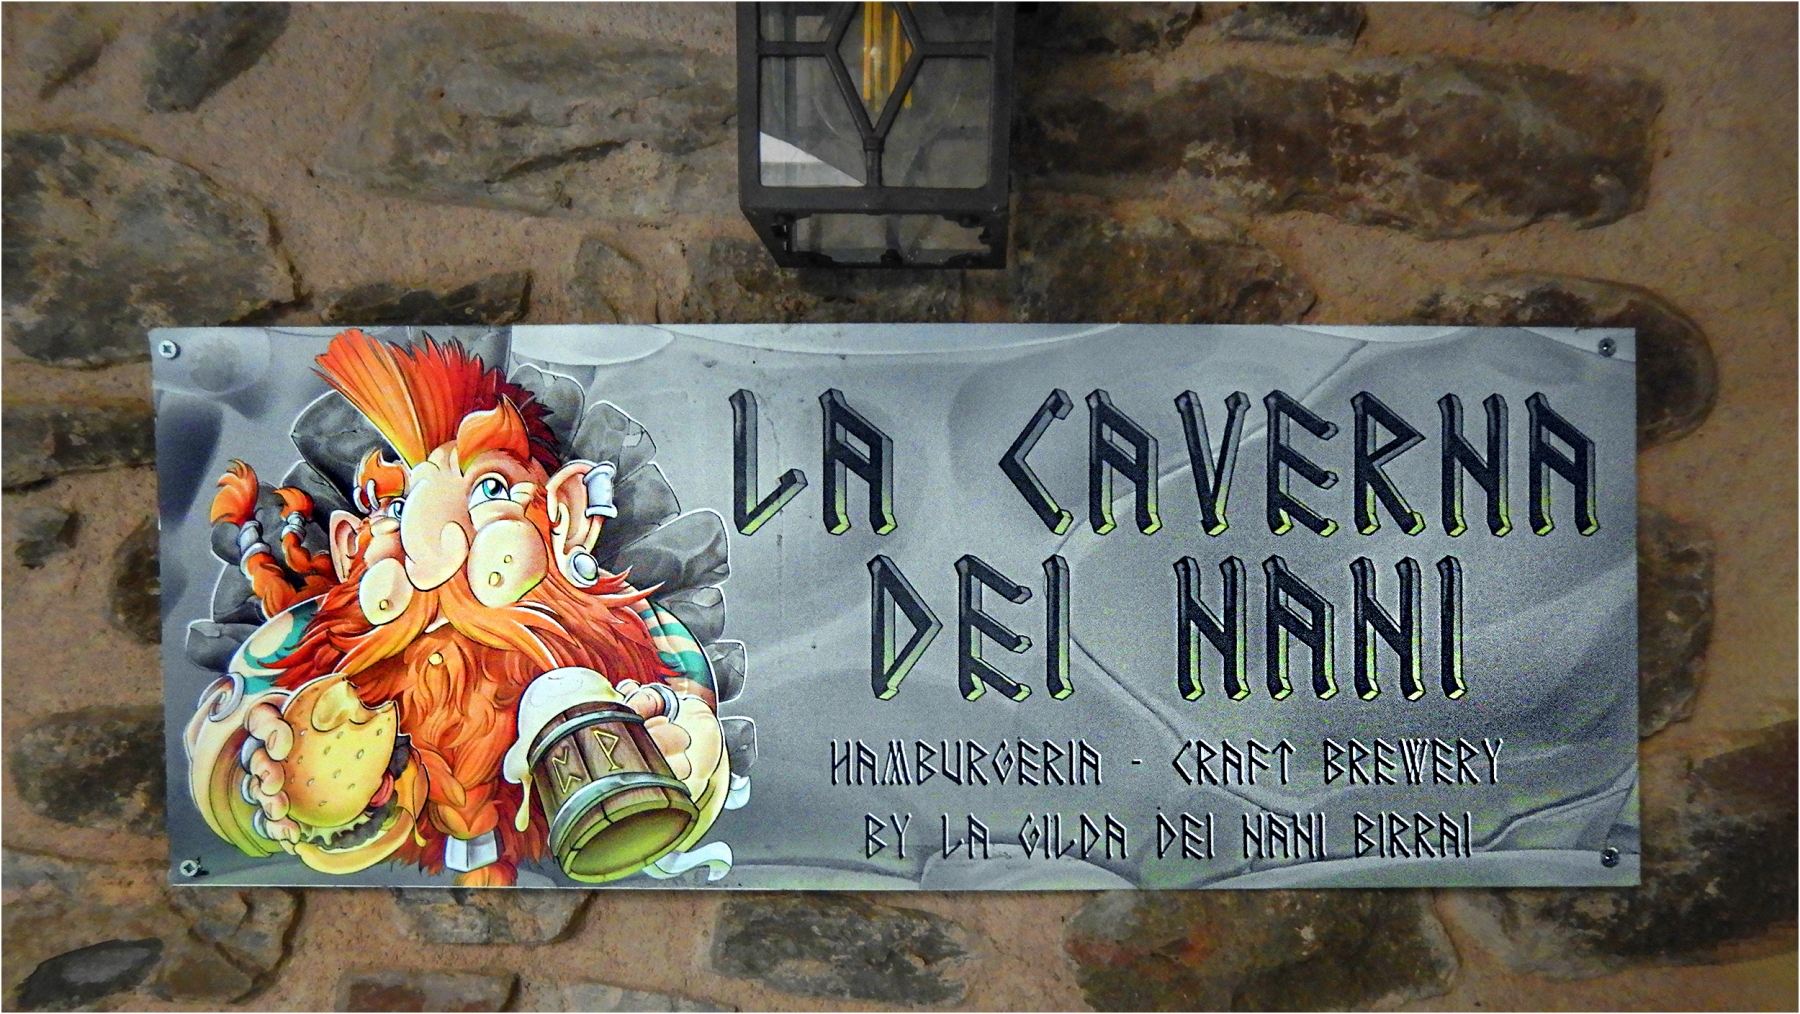 LA CAVERNA
DEI NANI
HAMBURGERIA - CRAFT BREWERY
BY LA GILDA DEI NANI BIRRAI
ᛈ ᚹ